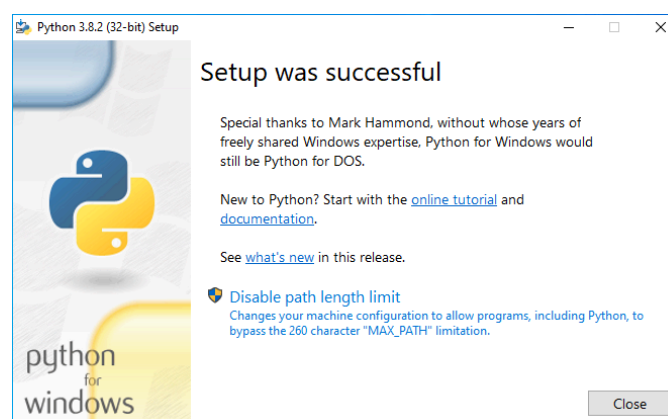 Python 3.8.2 (32-bit) Setup
Setup was successful
Special thanks to Mark Hammond, without whose years of
freely shared Windows expertise, Python for Windows would
still be Python for DOS.
New to Python? Start with the online tutorial and
documentation.
See what's new in this release.
Disable path length limit
Changes your machine configuration to allow programs, including Python, to
bypass the 260 character "MAX_PATH" limitation.
python
for
windows
Close